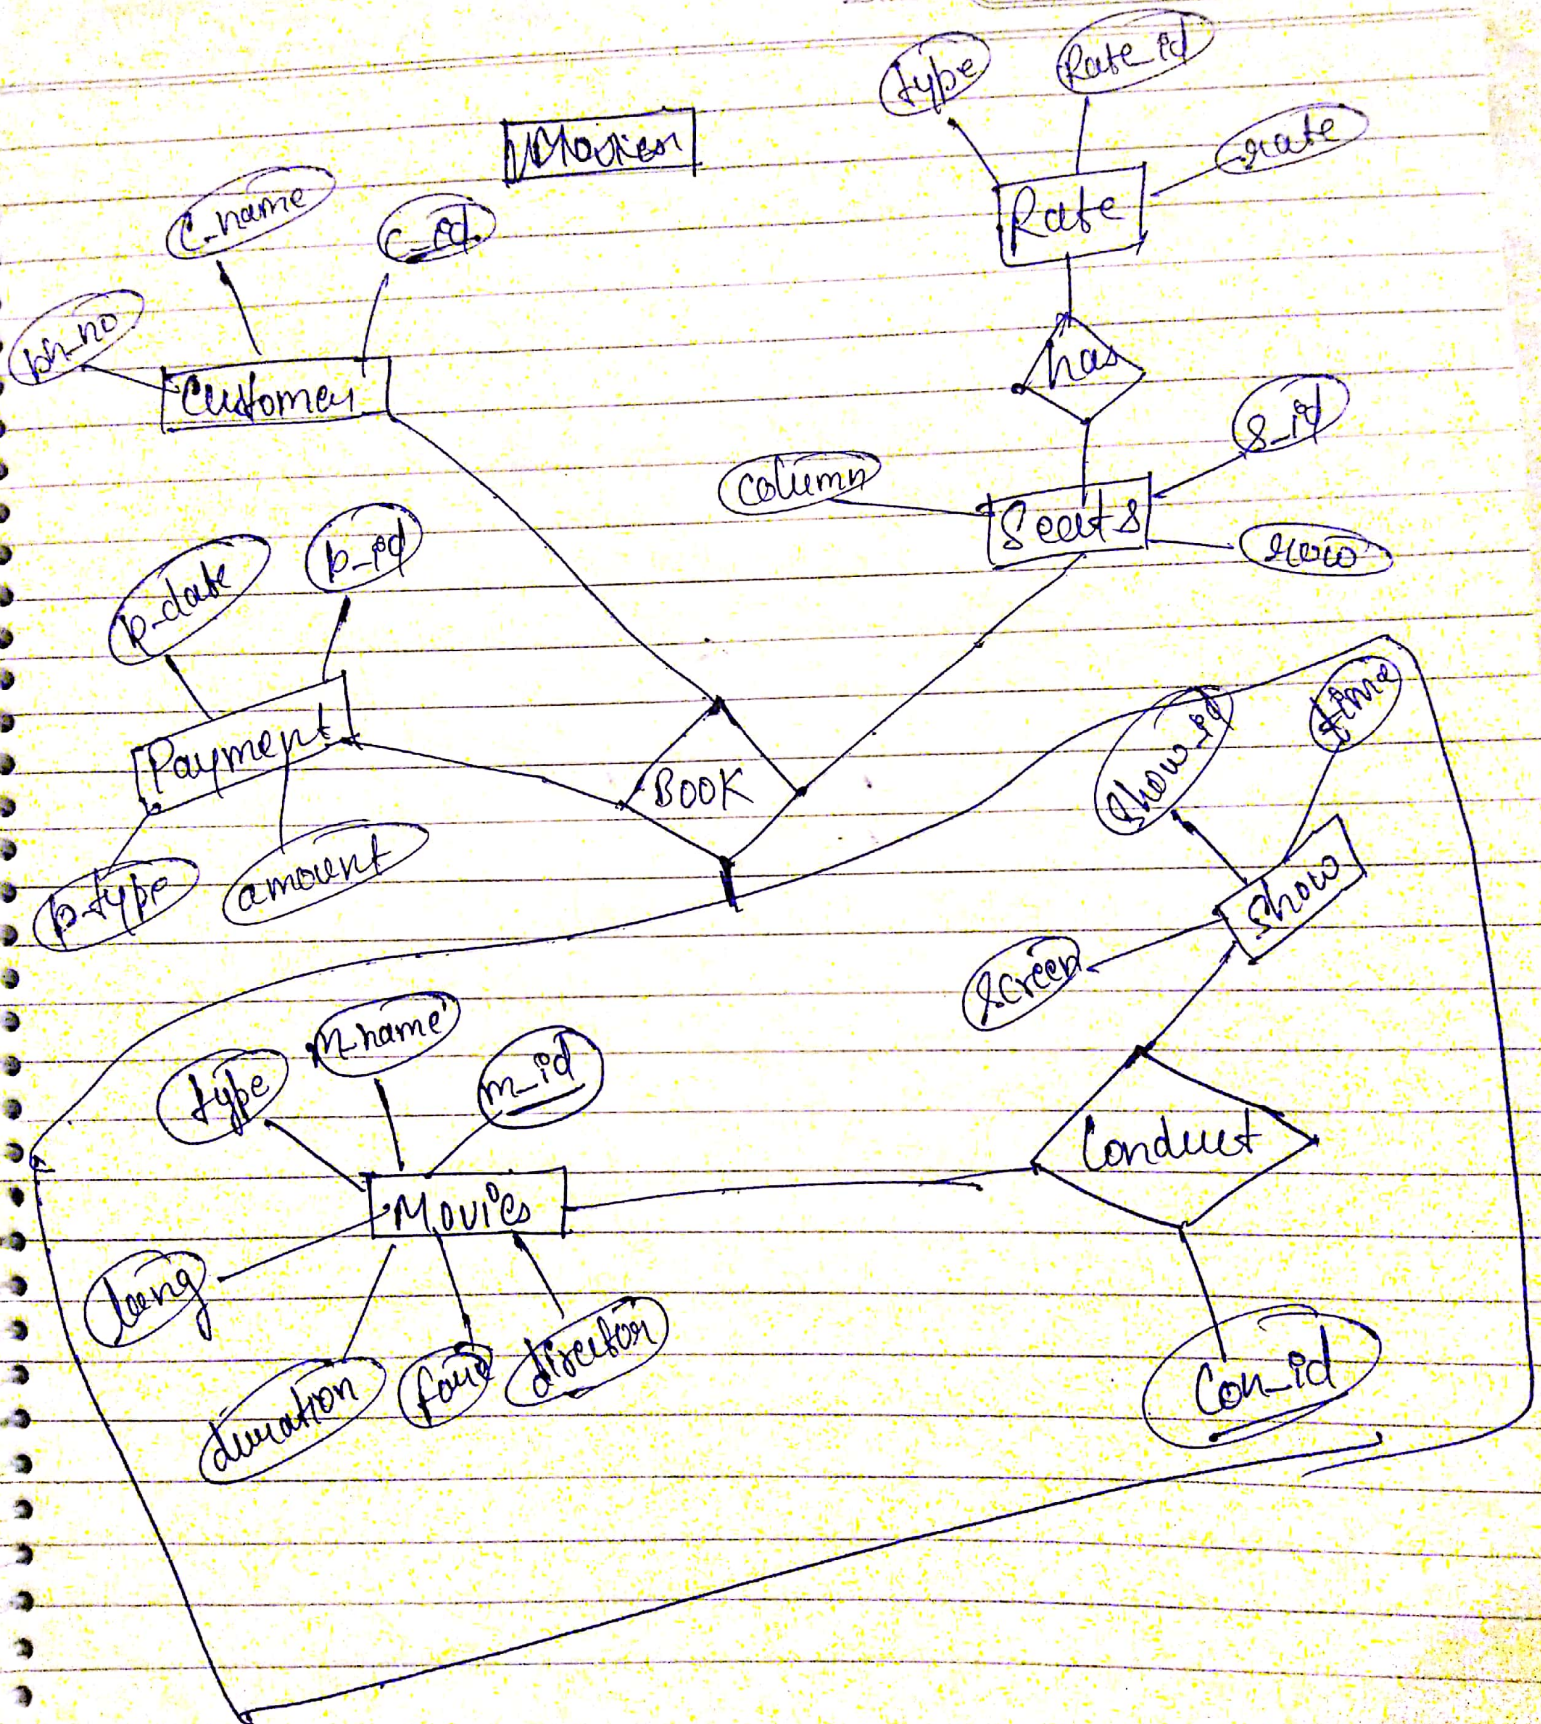 type
Rate_id
rate
Rate
C_name
C_id
ph_no
Customer
has
s_id
column
Seats
row
p_date
p_id
Payment
p_type
amount
BOOK
show_id
time
Show
screen
type
m_name
m_id
Movies
Conduct
lang
duration
director
Con_id